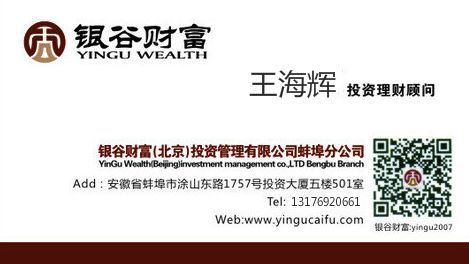 银谷财富
YINGU WEALTH
王海辉 投资理财顾问
银谷财富(北京)投资管理有限公司蚌埠分公司
YinGu Wealth(Beijing)investment management co.,LTD Bengbu Branch
Add：安徽省蚌埠市涂山东路1757号投资大厦五楼501室
Tel: 13176920661
Web:www.yingucaifu.com
银谷财富:yingu2007